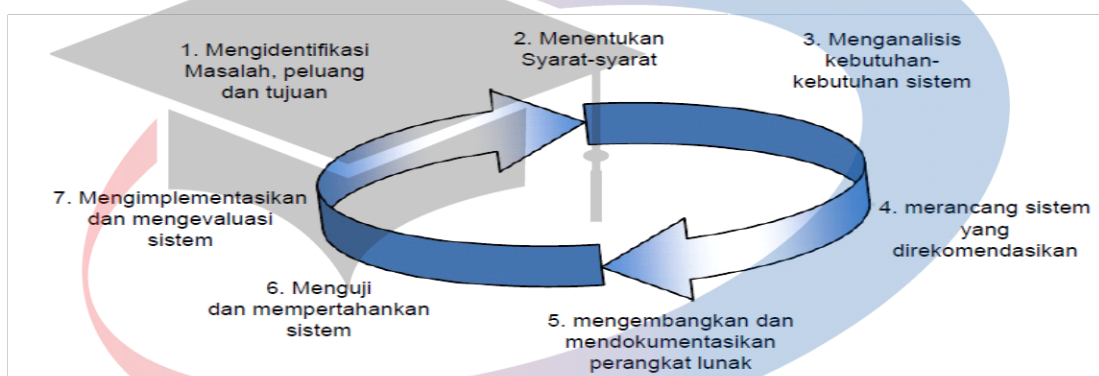 1. Mengidentifikasi
Masalah, peluang
dan tujuan
2. Menentukan
Syarat-syarat
3. Menganalisis
kebutuhan-
kebutuhan sistem
4. merancang sistem
yang
direkomendasikan
5. mengembangkan dan
mendokumentasikan
perangkat lunak
6. Menguji
dan mempertahankan
sistem
7. Mengimplementasikan
dan mengevaluasi
sistem